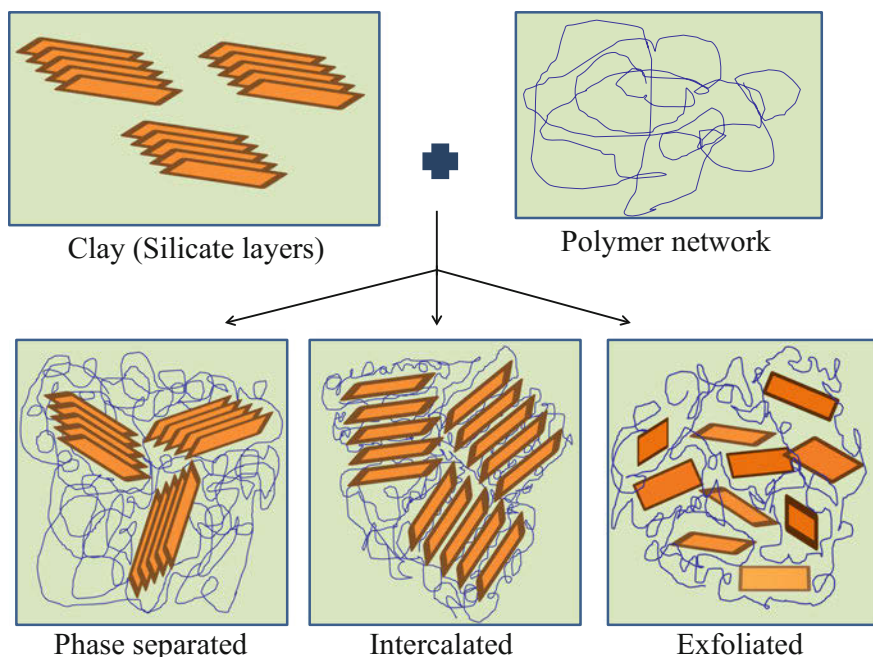 Clay (Silicate layers)
Polymer network
Phase separated
Intercalated
Exfoliated